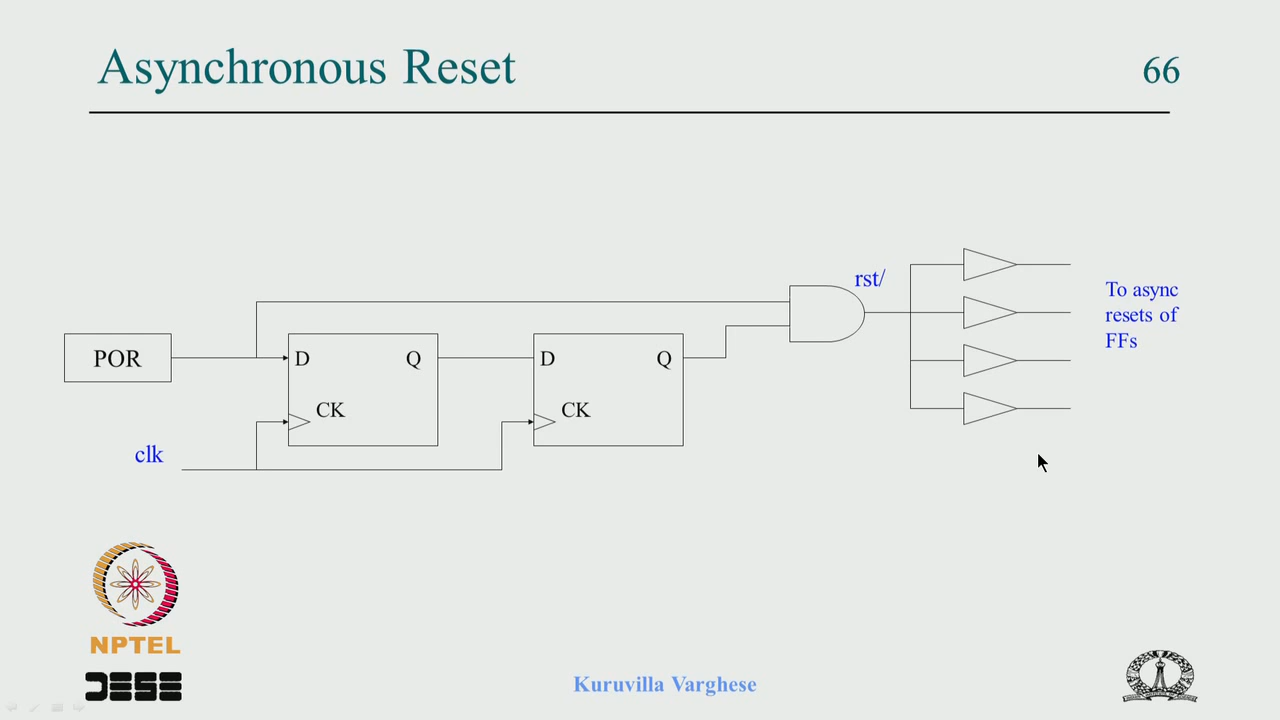 Asynchronous Reset
66
rst/
To async
resets of
FFs
POR
D
Q
D
Q
CK
CK
clk
NPTEL
DESE
Kuruvilla Varghese